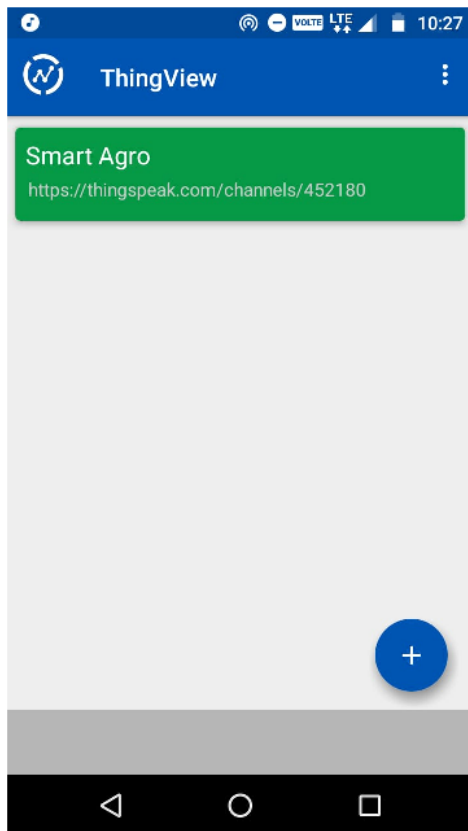 VOLTE LTE 10:27
ThingView
Smart Agro
https://thingspeak.com/channels/452180
+